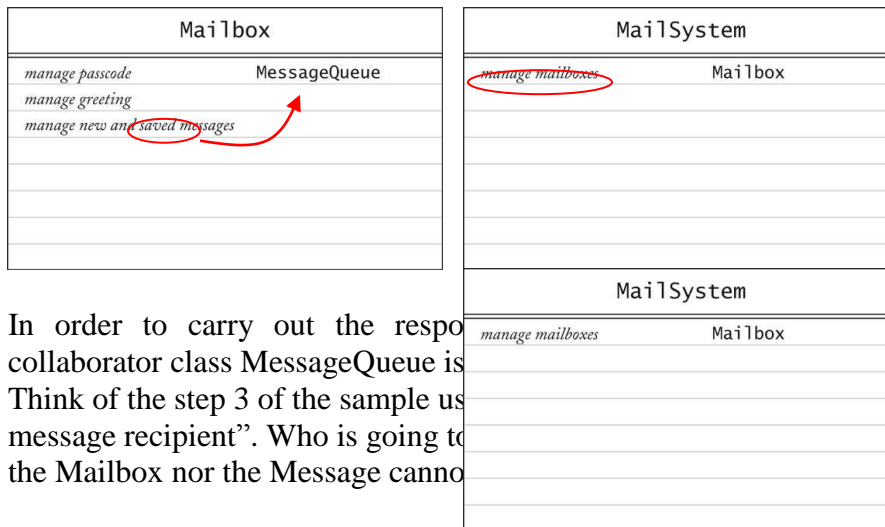 Mailbox
manage passcode MessageQueue
manage greeting
manage new and saved messages
MailSystem
manage mailboxes Mailbox
MailSystem
manage mailboxes Mailbox
In order to carry out the respo
collaborator class MessageQueue is
Think of the step 3 of the sample us
message recipient”. Who is going to
the Mailbox nor the Message canno